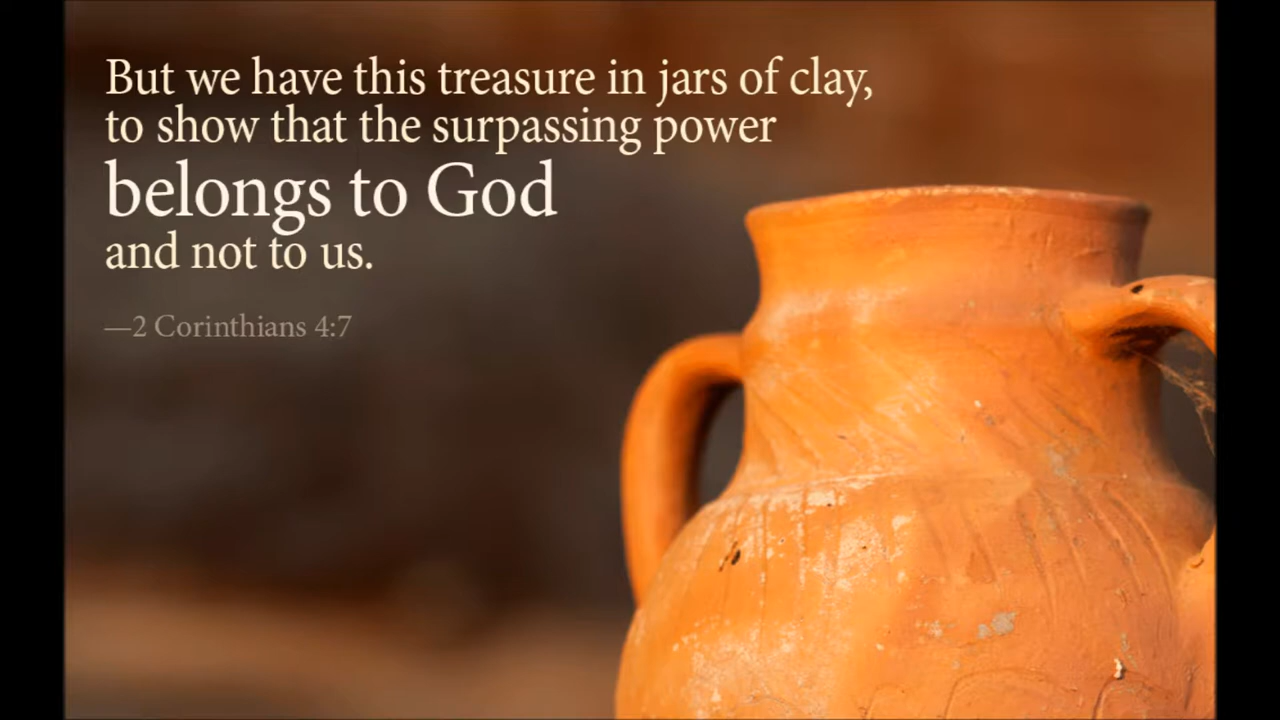 But we have this treasure in jars of clay,
to show that the surpassing power
belongs to God
and not to us.
—2 Corinthians 4:7